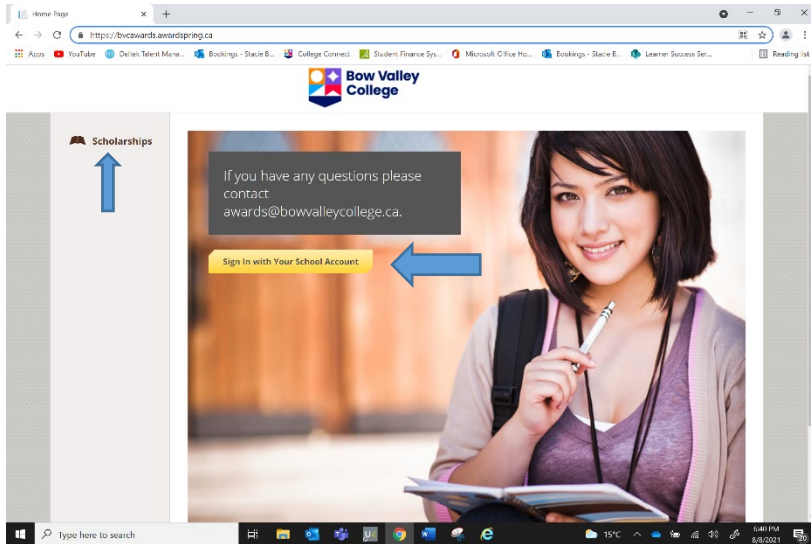 Home Page
https://bvcawards.awardspring.ca
Apps YouTube Deltek Talent Mana... Bookings - Stacie B... College Connect Student Finance Sys... Microsoft Office Ho... Bookings - Stacie B... Learner Success Ser... Reading list
Bow Valley
College
Scholarships
If you have any questions please
contact
awards@bowvalleycollege.ca.
Sign In with Your School Account
Type here to search
15°C
6:40 PM
8/8/2021